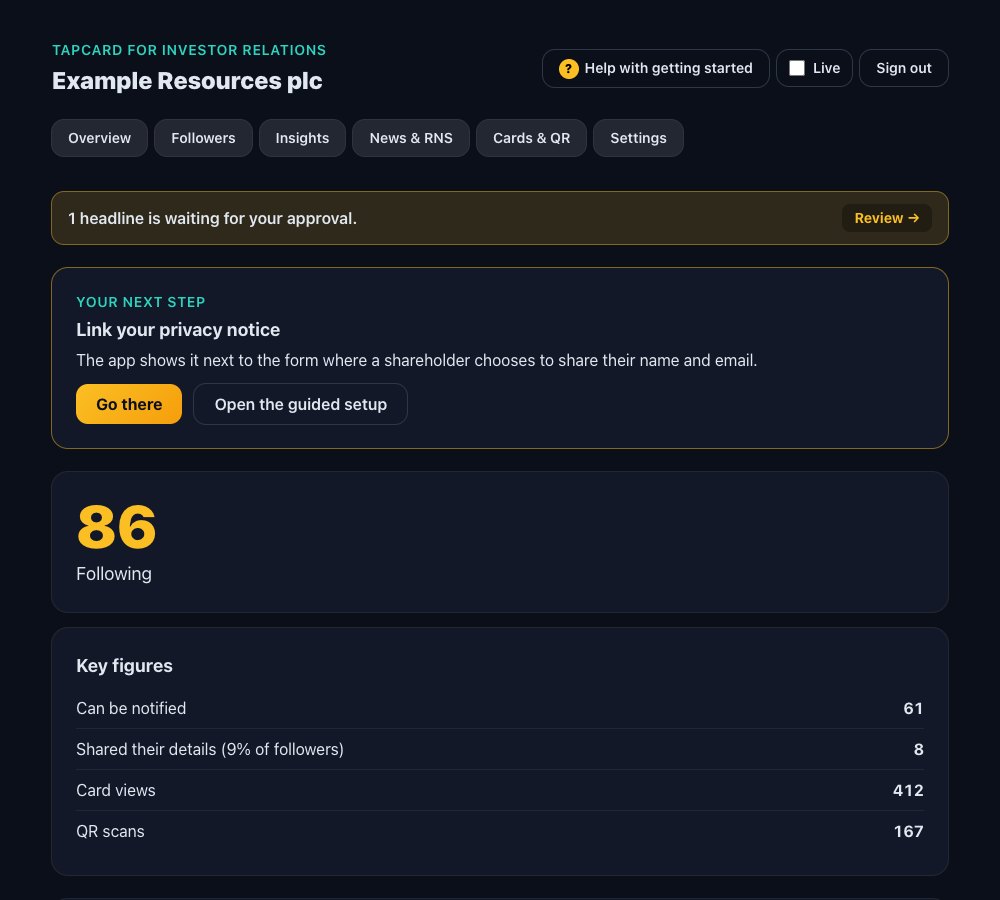 TAPCARD FOR INVESTOR RELATIONS
Example Resources plc
? Help with getting started
Live
Sign out
Overview
Followers
Insights
News & RNS
Cards & QR
Settings
1 headline is waiting for your approval.
Review →
YOUR NEXT STEP
Link your privacy notice
The app shows it next to the form where a shareholder chooses to share their name and email.
Go there
Open the guided setup
86
Following
Key figures
Can be notified 61
Shared their details (9% of followers) 8
Card views 412
QR scans 167